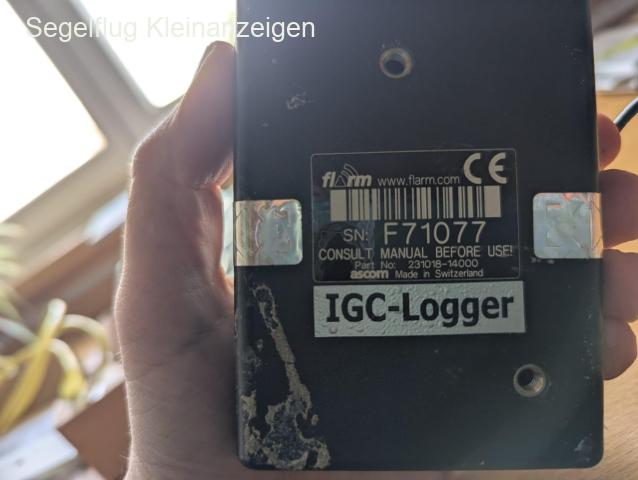 Segelflug Kleinanzeigen
flarm www.flarm.com CE
SN: F71077
CONSULT MANUAL BEFORE USE!
Part No: 231018-14000
ascom Made in Switzerland
IGC-Logger